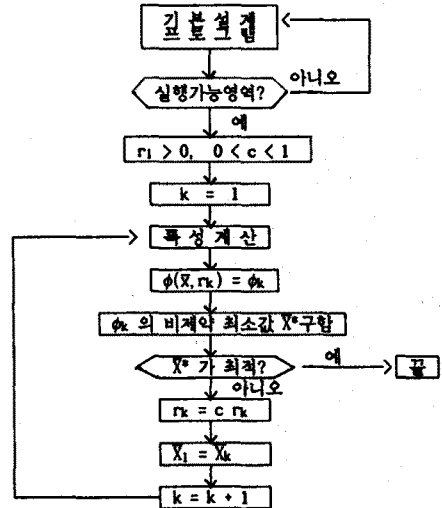 기본설계
프로그램
실행가능영역?
아니오
예
r₁ > 0, 0 < c < 1
k = 1
특성계산
φ(X̄,rₖ) = φₖ
φₖ 의 비제약 최소값 X̄*구함
X̄* 가 최적?
예
끝
아니오
rₖ = c rₖ
X̄₁ = X̄ₖ
k = k + 1